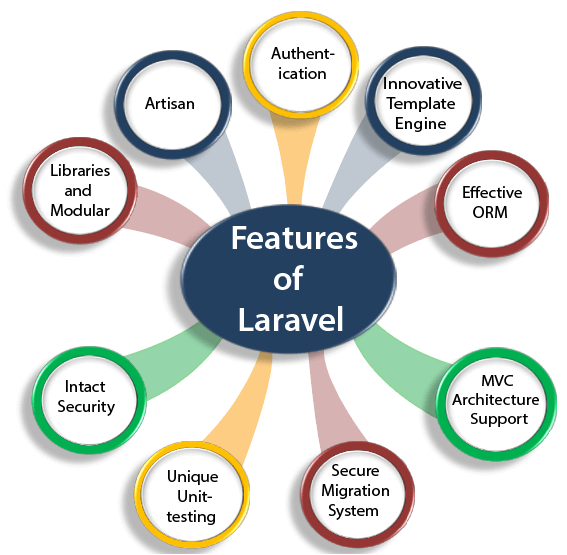 Features
of
Laravel
Authent-
ication
Innovative
Template
Engine
Effective
ORM
MVC
Architecture
Support
Secure
Migration
System
Unique
Unit-
testing
Intact
Security
Libraries
and
Modular
Artisan